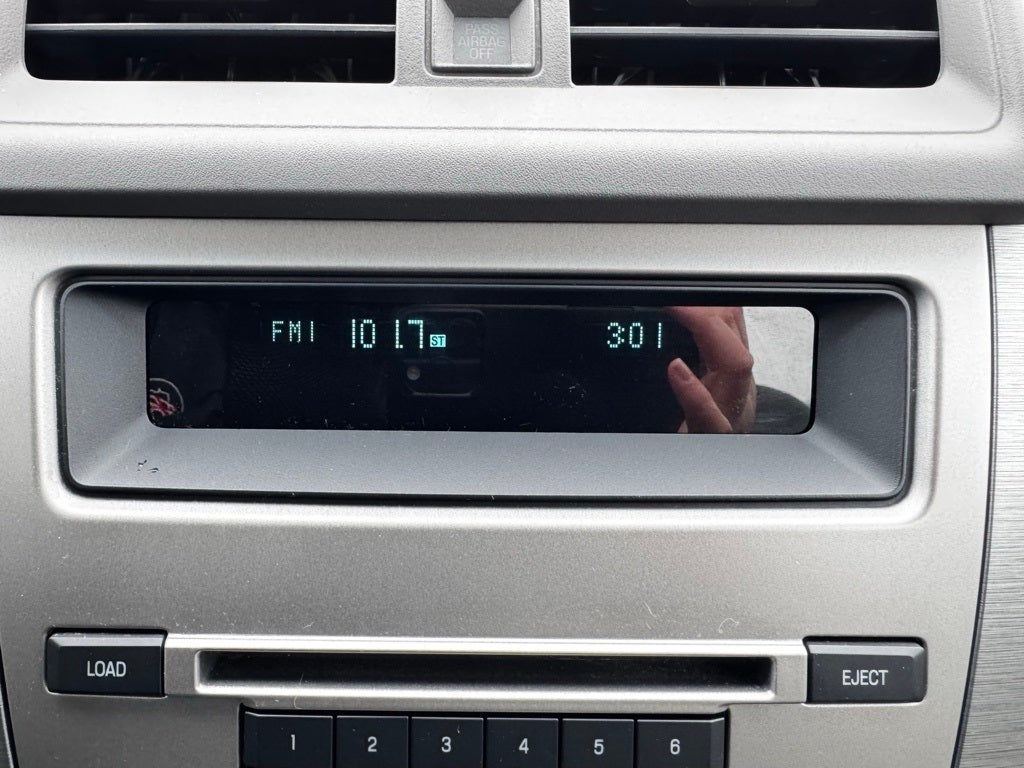 PASS
AIRBAG
OFF
FM1 101.7 ST 3:01
LOAD
EJECT
1 2 3 4 5 6